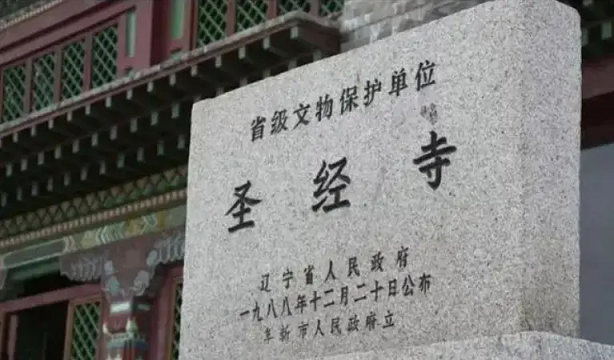 省级文物保护单位
圣经寺
辽宁省人民政府
一九八八年十二月二十日公布
阜新市人民政府立